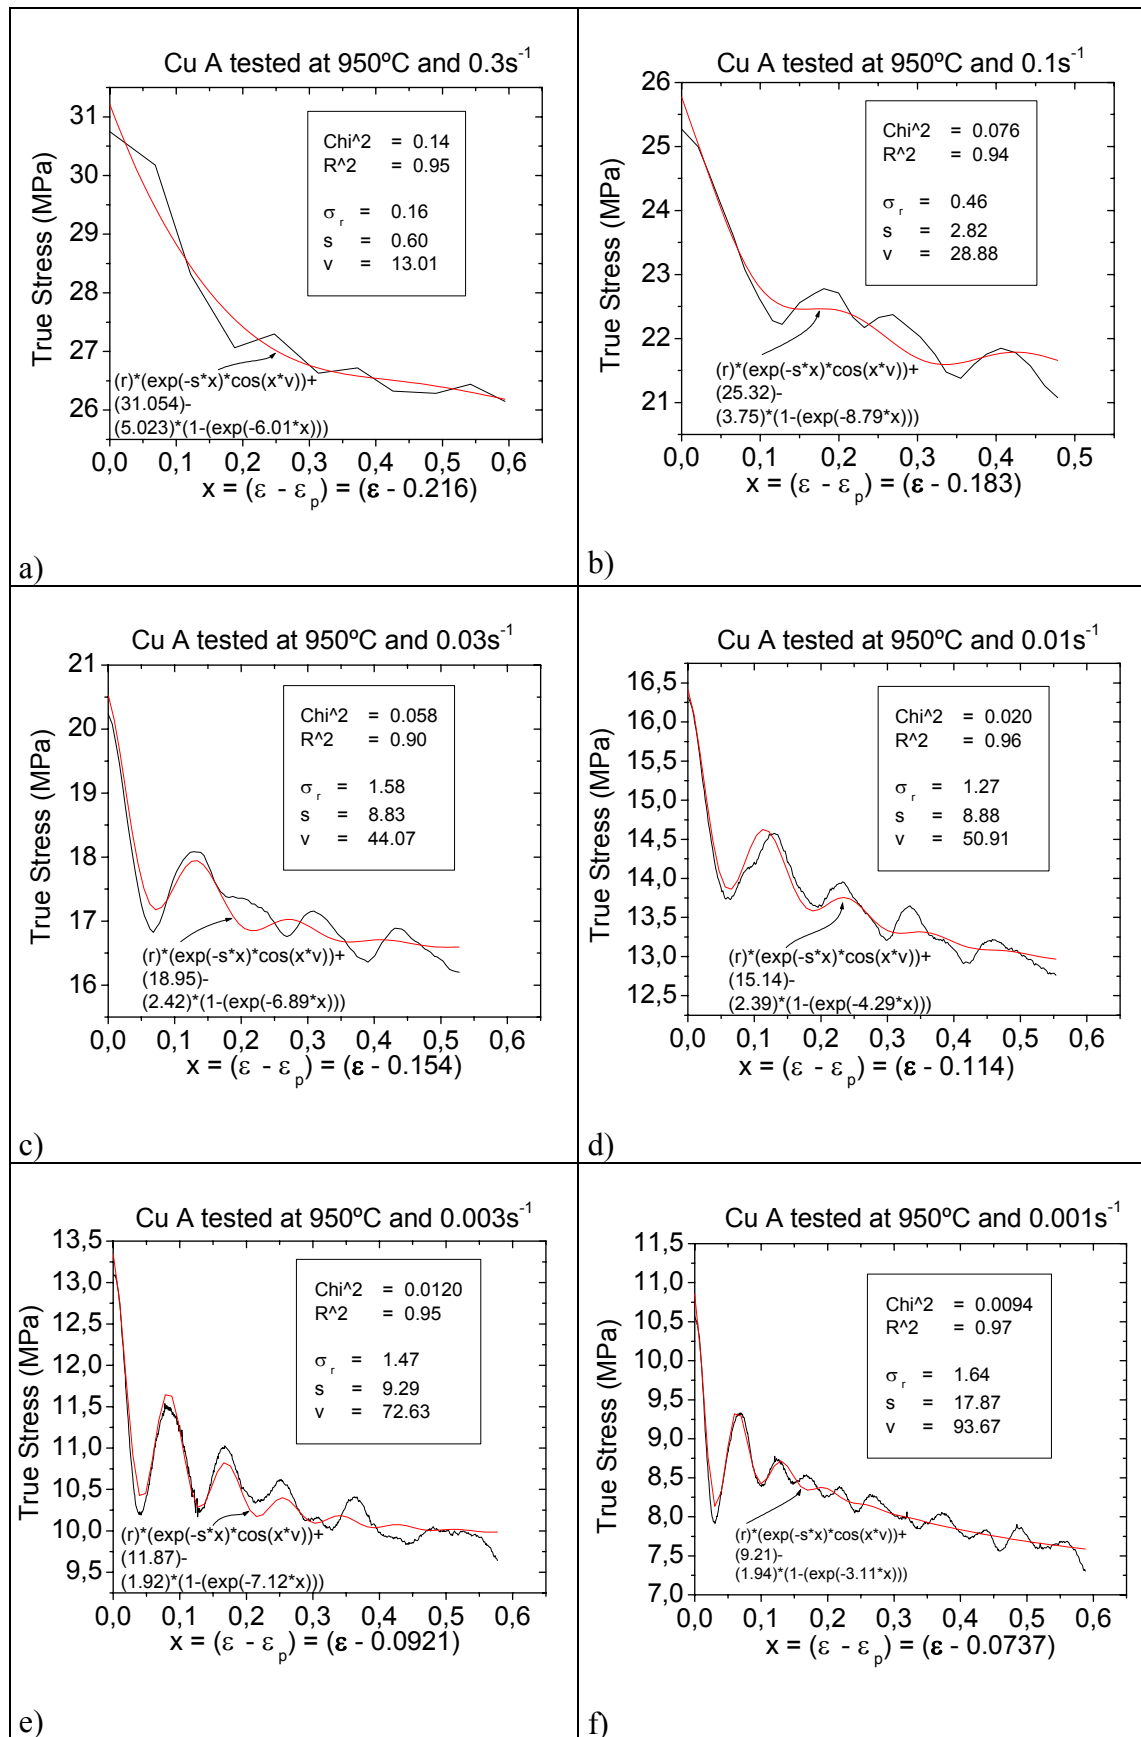 Cu A tested at 950ºC and 0.3s⁻¹
True Stress (MPa)
31
30
29
28
27
26
Chi^2 = 0.14
R^2 = 0.95
σ_r = 0.16
s = 0.60
v = 13.01
(r)*(exp(-s*x)*cos(x*v))+
(31.054)-
(5.023)*(1-(exp(-6.01*x)))
0,0 0,1 0,2 0,3 0,4 0,5 0,6
x = (ε - ε_p) = (ε - 0.216)
a)
Cu A tested at 950ºC and 0.1s⁻¹
True Stress (MPa)
26
25
24
23
22
21
Chi^2 = 0.076
R^2 = 0.94
σ_r = 0.46
s = 2.82
v = 28.88
(r)*(exp(-s*x)*cos(x*v))+
(25.32)-
(3.75)*(1-(exp(-8.79*x)))
0,0 0,1 0,2 0,3 0,4 0,5
x = (ε - ε_p) = (ε - 0.183)
b)
Cu A tested at 950ºC and 0.03s⁻¹
True Stress (MPa)
21
20
19
18
17
16
Chi^2 = 0.058
R^2 = 0.90
σ_r = 1.58
s = 8.83
v = 44.07
(r)*(exp(-s*x)*cos(x*v))+
(18.95)-
(2.42)*(1-(exp(-6.89*x)))
0,0 0,1 0,2 0,3 0,4 0,5 0,6
x = (ε - ε_p) = (ε - 0.154)
c)
Cu A tested at 950ºC and 0.01s⁻¹
True Stress (MPa)
16,5
16,0
15,5
15,0
14,5
14,0
13,5
13,0
12,5
Chi^2 = 0.020
R^2 = 0.96
σ_r = 1.27
s = 8.88
v = 50.91
(r)*(exp(-s*x)*cos(x*v))+
(15.14)-
(2.39)*(1-(exp(-4.29*x)))
0,0 0,1 0,2 0,3 0,4 0,5 0,6
x = (ε - ε_p) = (ε - 0.114)
d)
Cu A tested at 950ºC and 0.003s⁻¹
True Stress (MPa)
13,5
13,0
12,5
12,0
11,5
11,0
10,5
10,0
9,5
Chi^2 = 0.0120
R^2 = 0.95
σ_r = 1.47
s = 9.29
v = 72.63
(r)*(exp(-s*x)*cos(x*v))+
(11.87)-
(1.92)*(1-(exp(-7.12*x)))
0,0 0,1 0,2 0,3 0,4 0,5 0,6
x = (ε - ε_p) = (ε - 0.0921)
e)
Cu A tested at 950ºC and 0.001s⁻¹
True Stress (MPa)
11,5
11,0
10,5
10,0
9,5
9,0
8,5
8,0
7,5
7,0
Chi^2 = 0.0094
R^2 = 0.97
σ_r = 1.64
s = 17.87
v = 93.67
(r)*(exp(-s*x)*cos(x*v))+
(9.21)-
(1.94)*(1-(exp(-3.11*x)))
0,0 0,1 0,2 0,3 0,4 0,5 0,6
x = (ε - ε_p) = (ε - 0.0737)
f)